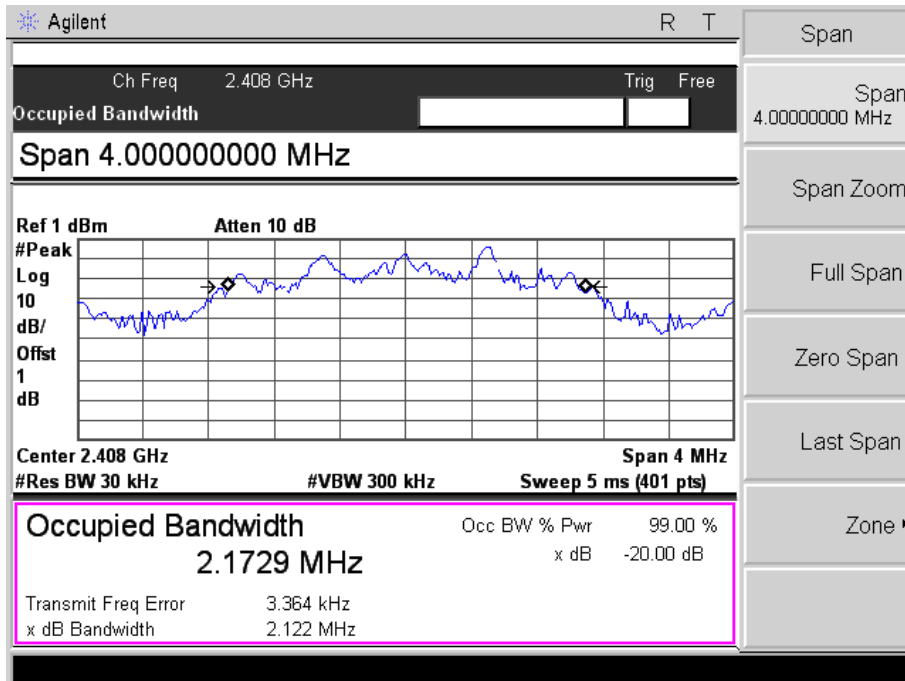 Agilent R T
Ch Freq 2.408 GHz Trig Free
Occupied Bandwidth
Span 4.000000000 MHz
Ref 1 dBm Atten 10 dB
#Peak
Log
10
dB/
Offset
1
dB
Center 2.408 GHz Span 4 MHz
#Res BW 30 kHz #VBW 300 kHz Sweep 5 ms (401 pts)
Occupied Bandwidth
2.1729 MHz
Occ BW % Pwr 99.00 %
x dB -20.00 dB
Transmit Freq Error 3.364 kHz
x dB Bandwidth 2.122 MHz
Span
Span
4.00000000 MHz
Span Zoom
Full Span
Zero Span
Last Span
Zone